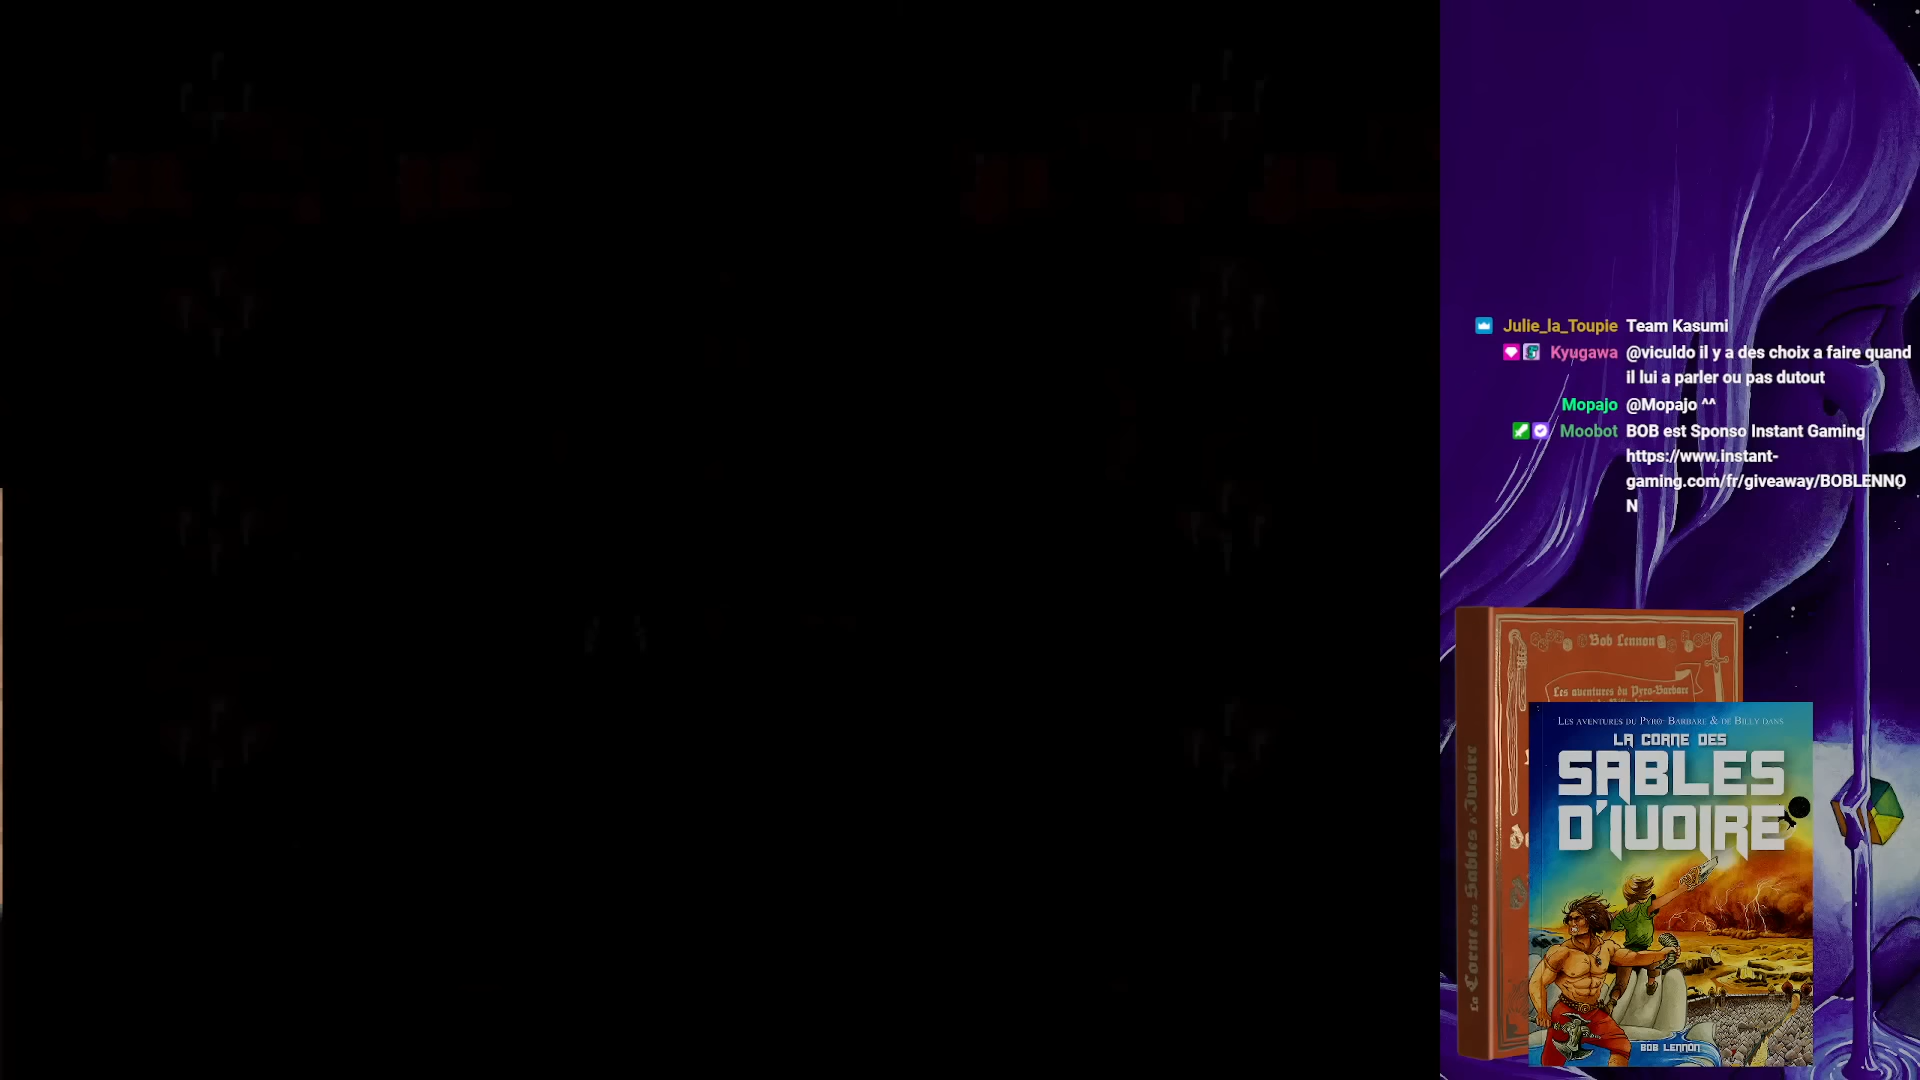 Julie_la_Toupie Team Kasumi
Kyugawa @viculdo il y a des choix a faire quand
il lui a parler ou pas dutout
Mopajo @Mopajo ^^
Moobot BOB est Sponso Instant Gaming
https://www.instant-
gaming.com/fr/giveaway/BOBLENNO
N
Bob Lennon
Les aventures du Pyro-Barbare
La Corne des Sables d'Ivoire
LES AVENTURES DU PYRO-BARBARE & DE BILLY DANS
LA CORNE DES
SABLES
D'IVOIRE
BOB LENNON